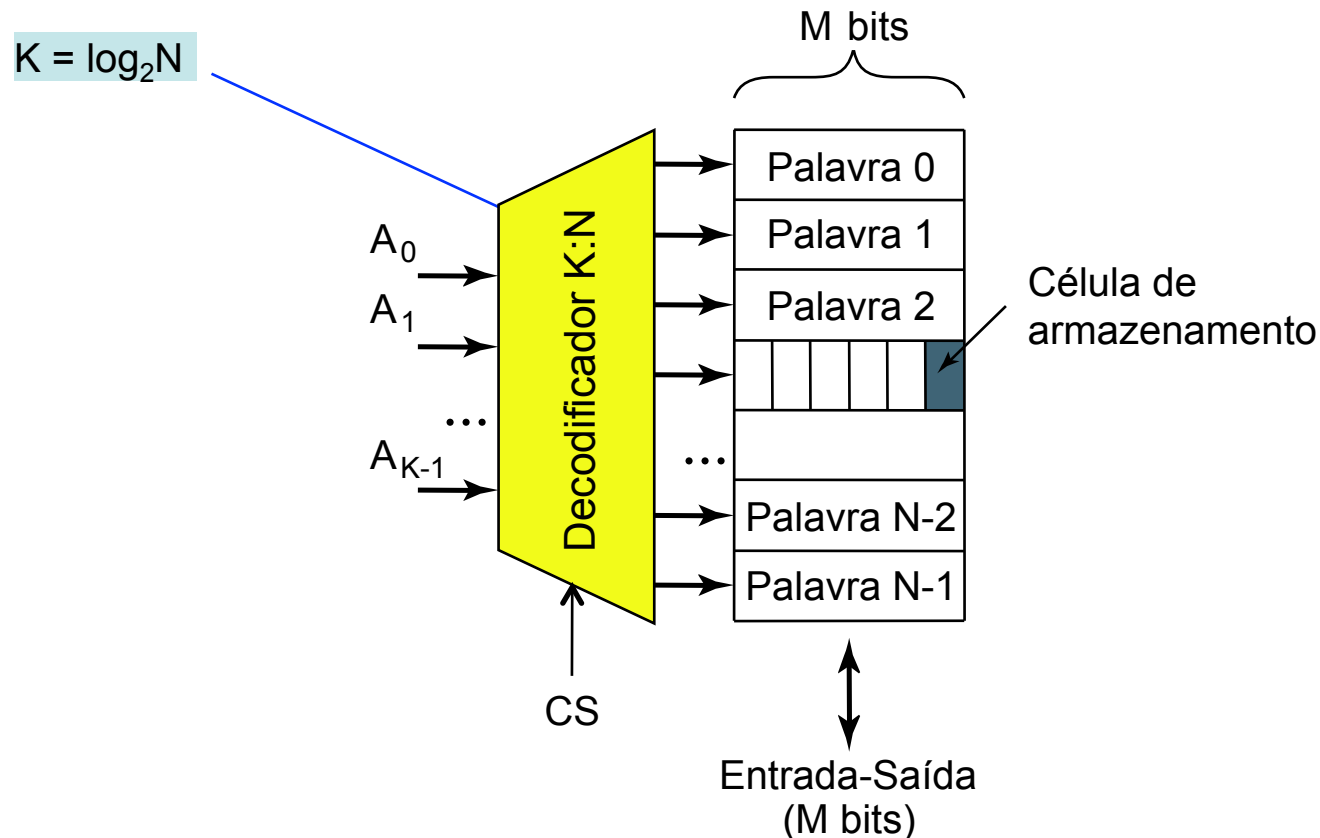 M bits
K = log₂N
Palavra 0
Palavra 1
Palavra 2
Palavra N-2
Palavra N-1
A₀
A₁
...
A_K-1
Decodificador K:N
...
Célula de
armazenamento
CS
Entrada-Saída
(M bits)